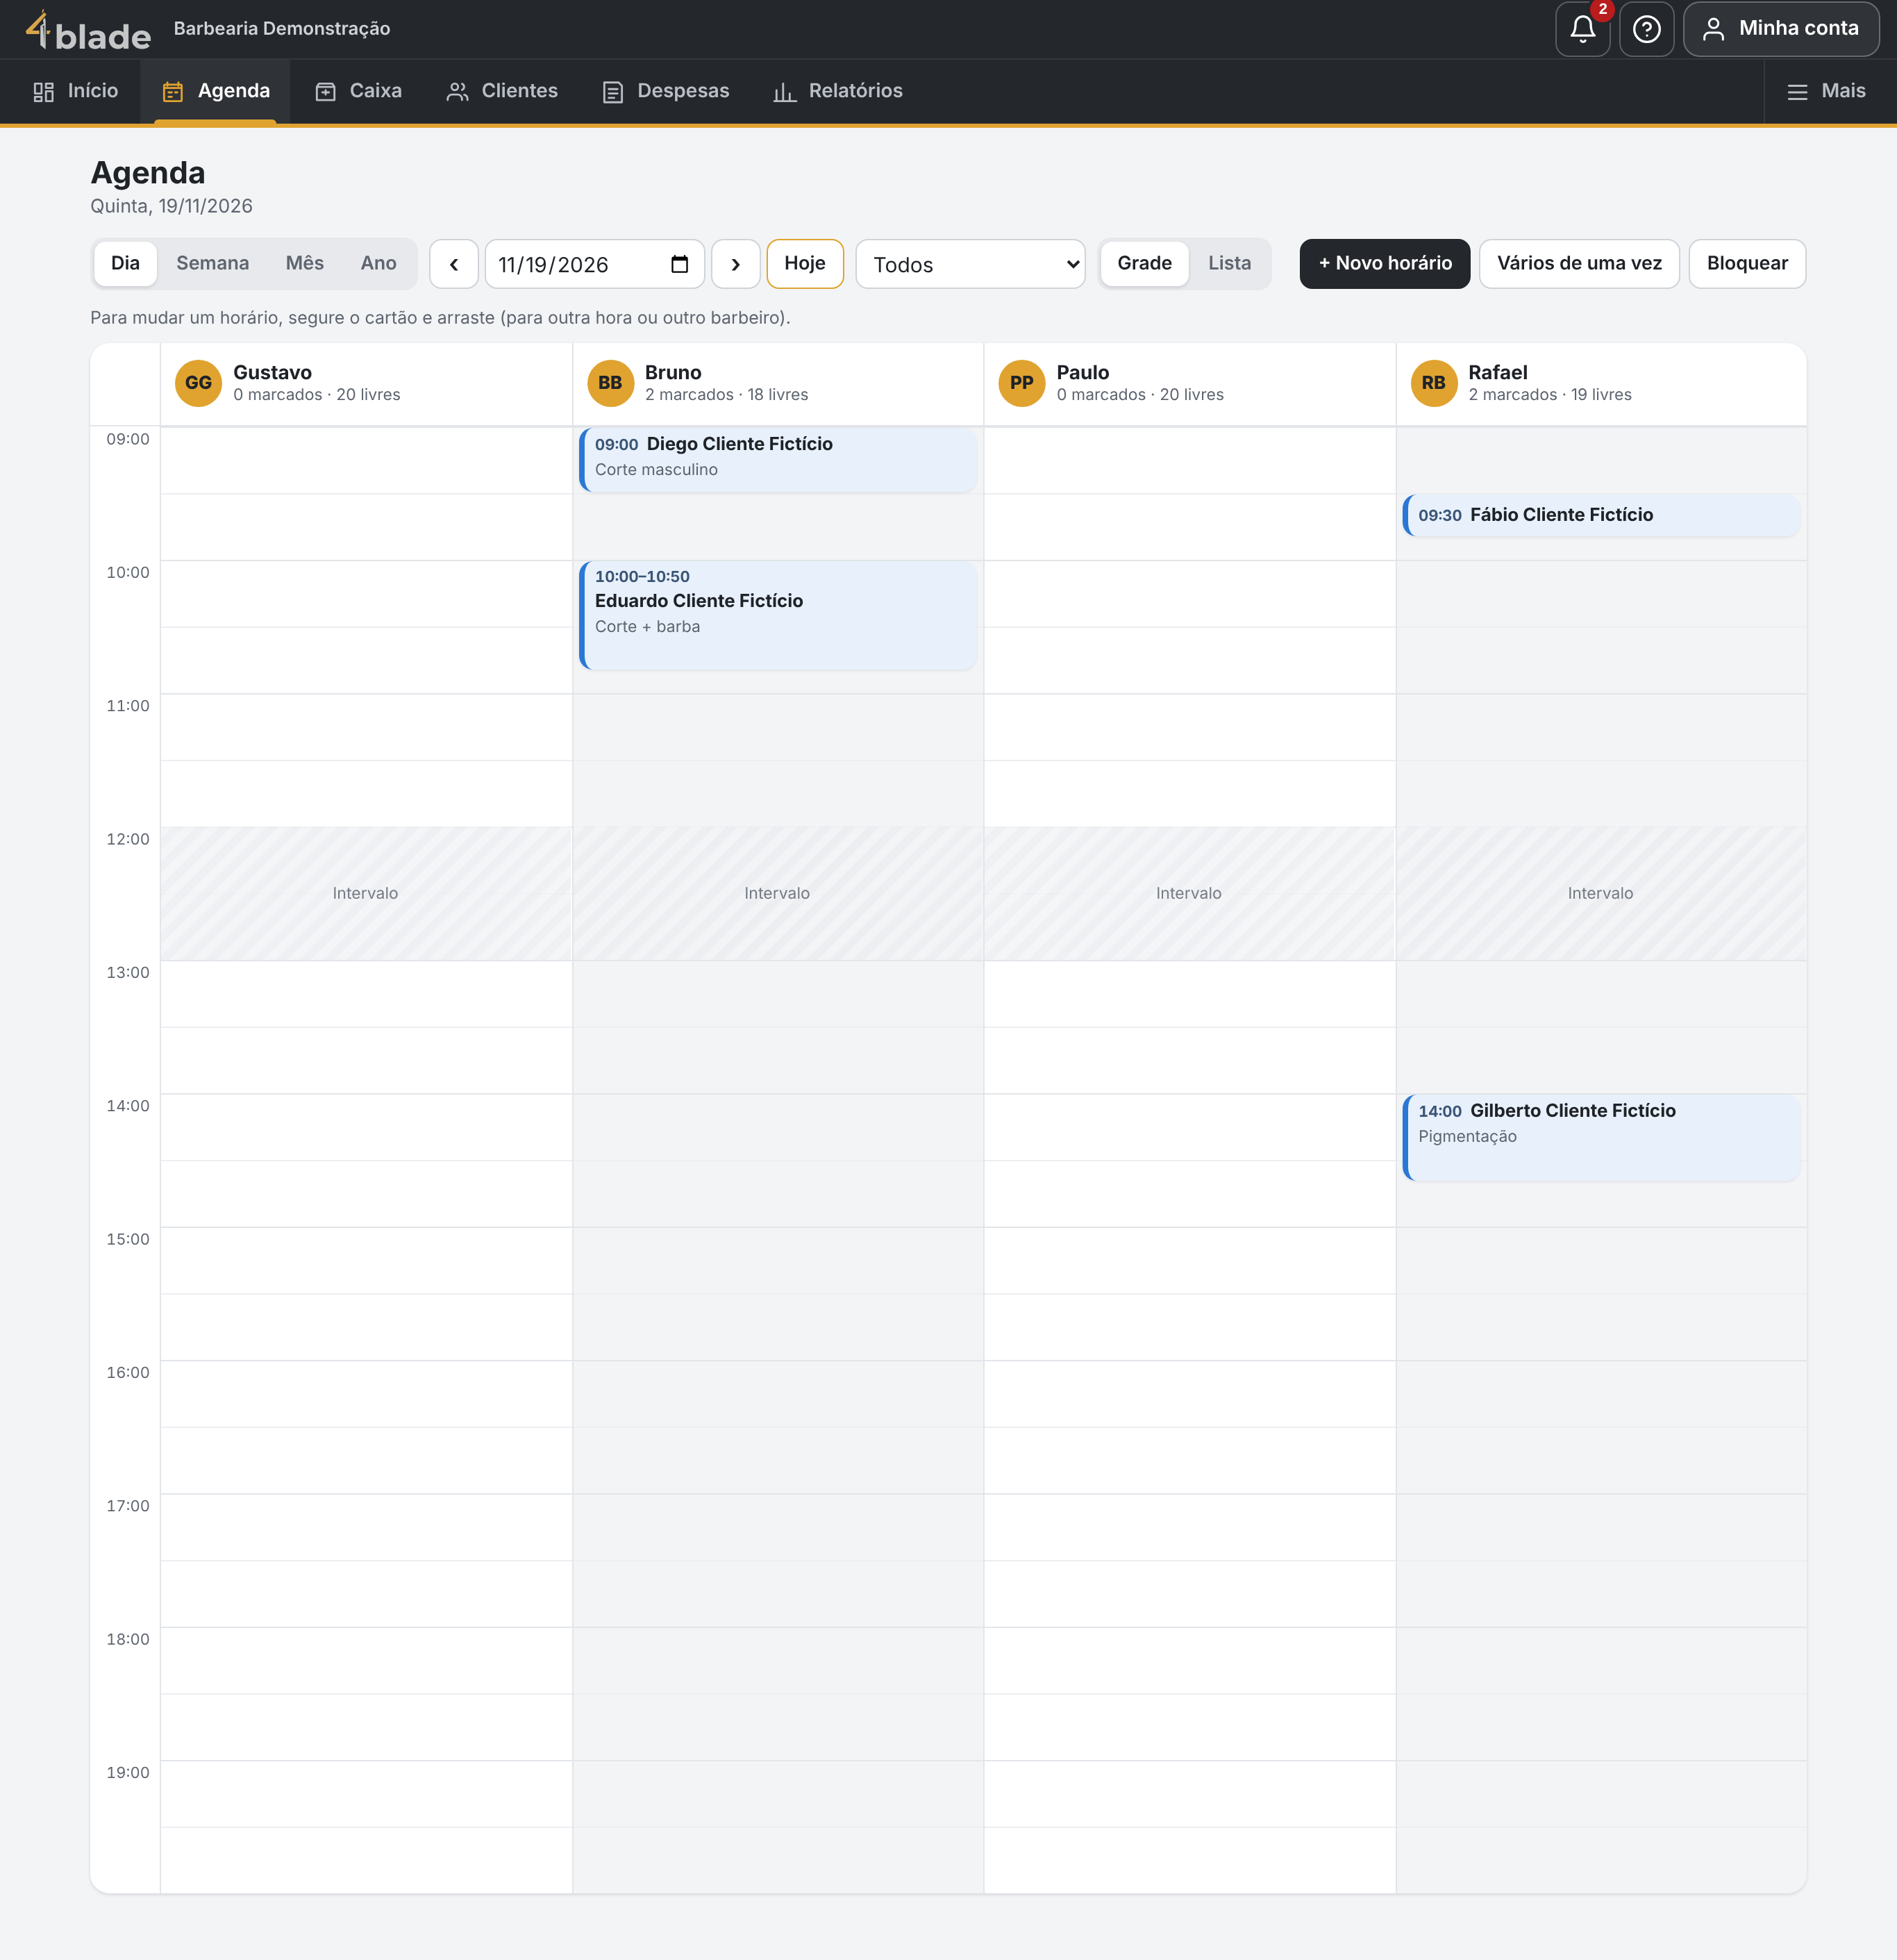 4blade Barbearia Demonstração 2 Minha conta
Início Agenda Caixa Clientes Despesas Relatórios Mais
Agenda
Quinta, 19/11/2026
Dia Semana Mês Ano ‹ 11/19/2026 › Hoje Todos Grade Lista + Novo horário Vários de uma vez Bloquear
Para mudar um horário, segure o cartão e arraste (para outra hora ou outro barbeiro).
GG Gustavo
0 marcados · 20 livres
BB Bruno
2 marcados · 18 livres
PP Paulo
0 marcados · 20 livres
RB Rafael
2 marcados · 19 livres
09:00
09:00 Diego Cliente Fictício
Corte masculino
09:30 Fábio Cliente Fictício
10:00
10:00–10:50
Eduardo Cliente Fictício
Corte + barba
11:00
12:00
Intervalo Intervalo Intervalo Intervalo
13:00
14:00
14:00 Gilberto Cliente Fictício
Pigmentação
15:00
16:00
17:00
18:00
19:00